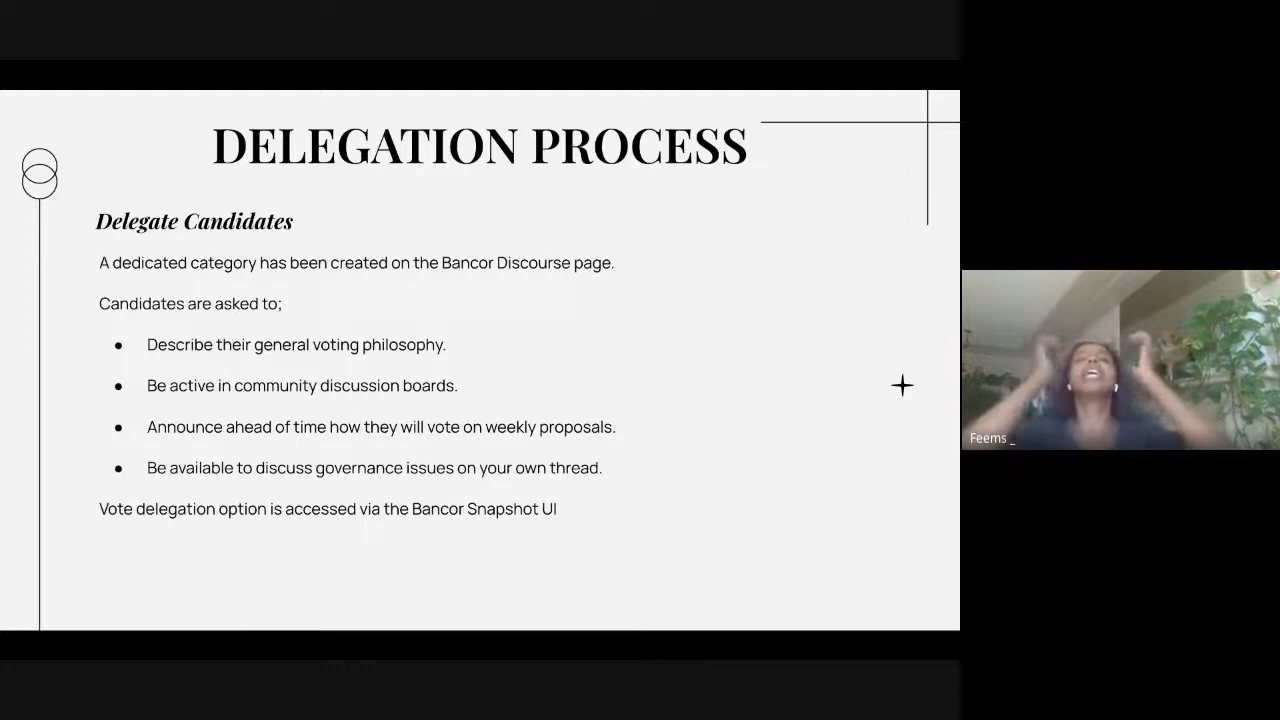 DELEGATION PROCESS
Delegate Candidates
A dedicated category has been created on the Bancor Discourse page.
Candidates are asked to;
● Describe their general voting philosophy.
● Be active in community discussion boards.
● Announce ahead of time how they will vote on weekly proposals.
● Be available to discuss governance issues on your own thread.
Vote delegation option is accessed via the Bancor Snapshot UI
Feems _